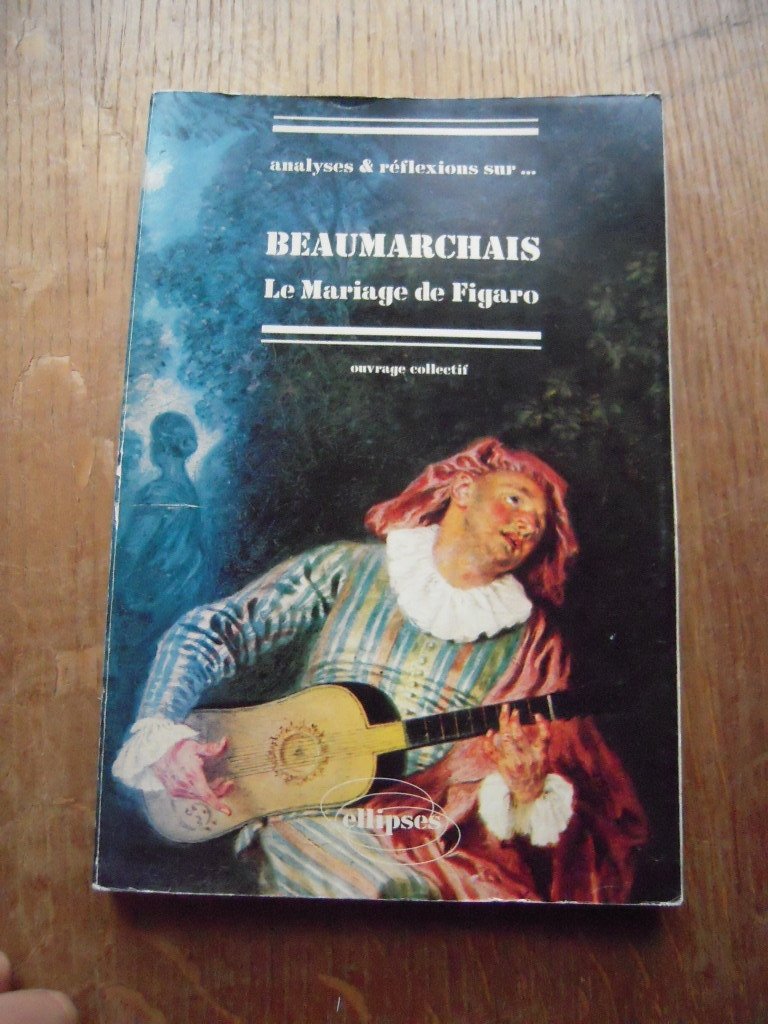 analyses & réflexions sur ...
BEAUMARCHAIS
Le Mariage de Figaro
ouvrage collectif
ellipses